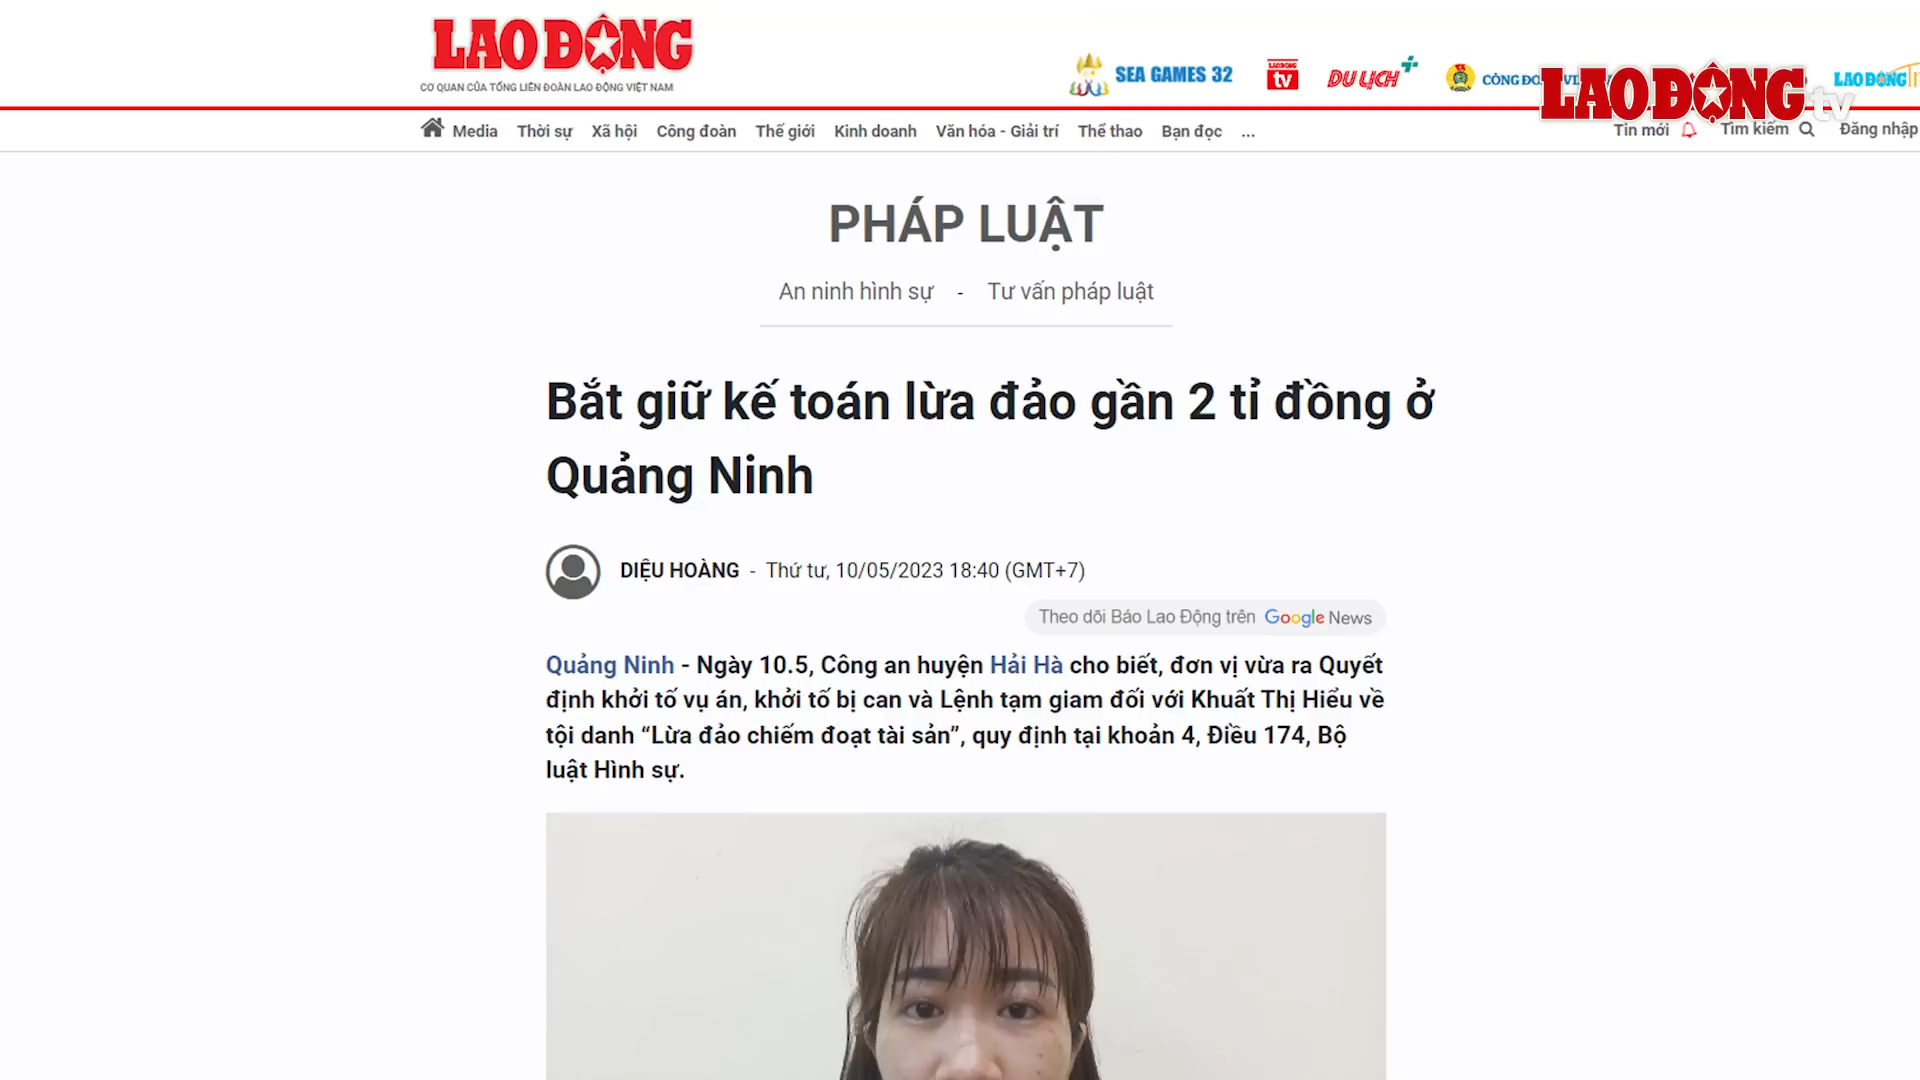 LAO ĐỘNG
CƠ QUAN CỦA TỔNG LIÊN ĐOÀN LAO ĐỘNG VIỆT NAM
SEA GAMES 32
LAO ĐỘNG tv
DU LỊCH+
CÔNG ĐO
LAO ĐỘNG
LAO ĐỘNG tv
Media Thời sự Xã hội Công đoàn Thế giới Kinh doanh Văn hóa - Giải trí Thể thao Bạn đọc ...
Tin mới Tìm kiếm Đăng nhập
PHÁP LUẬT
An ninh hình sự - Tư vấn pháp luật
Bắt giữ kế toán lừa đảo gần 2 tỉ đồng ở
Quảng Ninh
DIỆU HOÀNG - Thứ tư, 10/05/2023 18:40 (GMT+7)
Theo dõi Báo Lao Động trên Google News
Quảng Ninh - Ngày 10.5, Công an huyện Hải Hà cho biết, đơn vị vừa ra Quyết
định khởi tố vụ án, khởi tố bị can và Lệnh tạm giam đối với Khuất Thị Hiểu về
tội danh “Lừa đảo chiếm đoạt tài sản”, quy định tại khoản 4, Điều 174, Bộ
luật Hình sự.